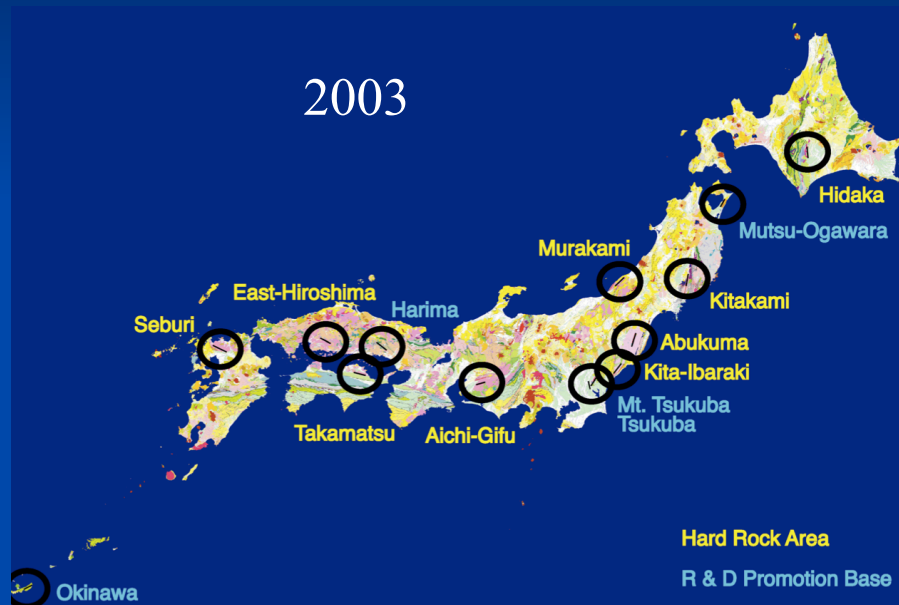 2003
Hidaka
Mutsu-Ogawara
Murakami
Kitakami
East-Hiroshima
Harima
Seburi
Abukuma
Kita-Ibaraki
Mt. Tsukuba
Tsukuba
Takamatsu
Aichi-Gifu
Hard Rock Area
R & D Promotion Base
Okinawa